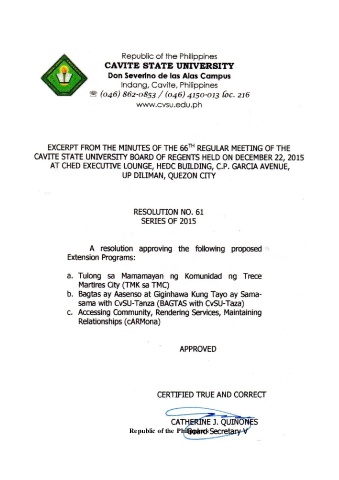 Republic of the Philippines
CAVITE STATE UNIVERSITY
Don Severino de las Alas Campus
Indang, Cavite, Philippines
☏ (046) 862-0853 / (046) 4150-013 loc. 216
www.cvsu.edu.ph
EXCERPT FROM THE MINUTES OF THE 66TH REGULAR MEETING OF THE
CAVITE STATE UNIVERSITY BOARD OF REGENTS HELD ON DECEMBER 22, 2015
AT CHED EXECUTIVE LOUNGE, HEDC BUILDING, C.P. GARCIA AVENUE,
UP DILIMAN, QUEZON CITY
RESOLUTION NO. 61
SERIES OF 2015
A resolution approving the following proposed
Extension Programs:
a. Tulong sa Mamamayan ng Komunidad ng Trece
Martires City (TMK sa TMC)
b. Bagtas ay Aasenso at Giginhawa Kung Tayo ay Sama-
sama with CvSU-Tanza (BAGTAS with CvSU-Taza)
c. Accessing Community, Rendering Services, Maintaining
Relationships (cARMona)
APPROVED
CERTIFIED TRUE AND CORRECT
CATHERINE J. QUIÑONES
Republic of the Philippines
Board Secretary V